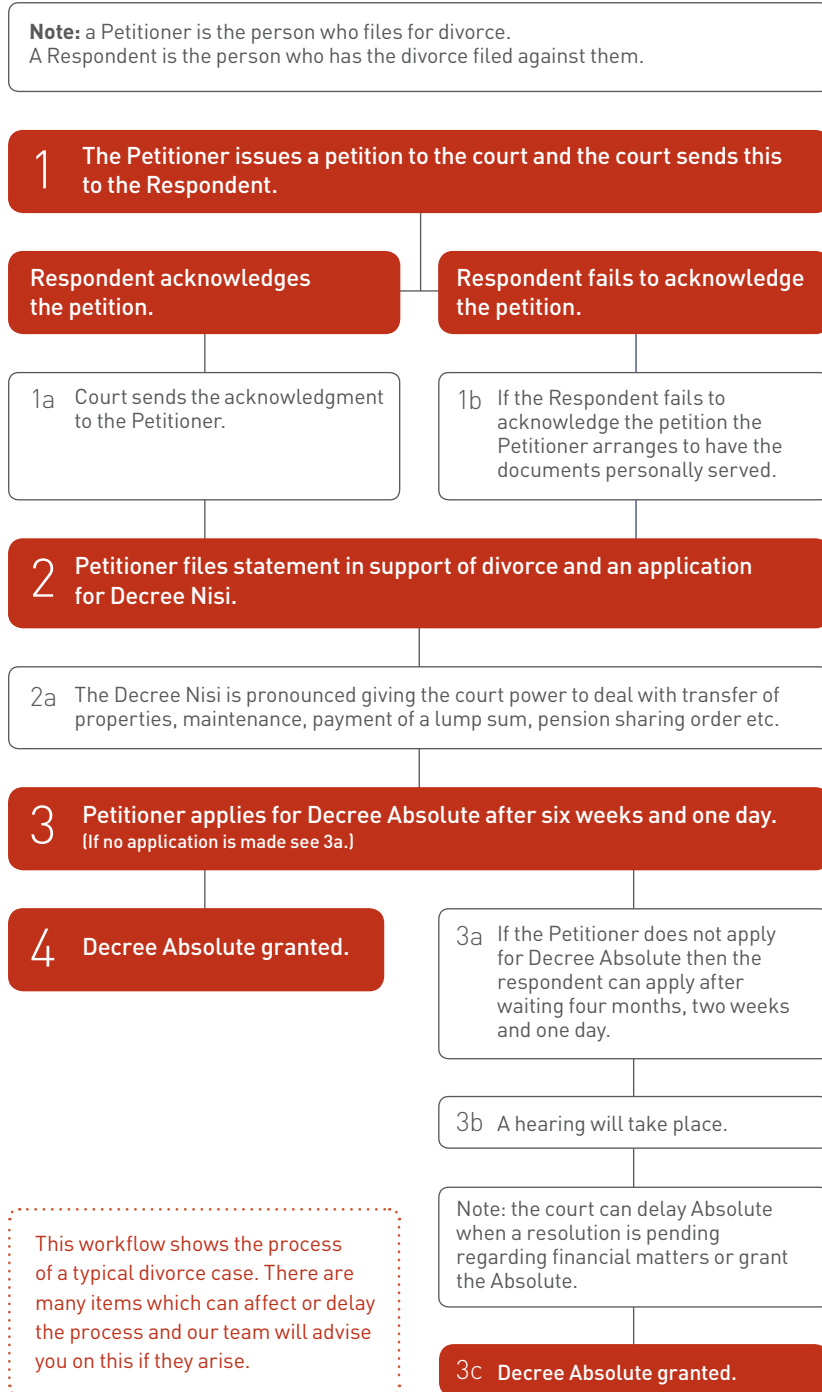 Note: a Petitioner is the person who files for divorce.
A Respondent is the person who has the divorce filed against them.
1 The Petitioner issues a petition to the court and the court sends this
to the Respondent.
Respondent acknowledges
the petition.
Respondent fails to acknowledge
the petition.
1a Court sends the acknowledgment
to the Petitioner.
1b If the Respondent fails to
acknowledge the petition the
Petitioner arranges to have the
documents personally served.
2 Petitioner files statement in support of divorce and an application
for Decree Nisi.
2a The Decree Nisi is pronounced giving the court power to deal with transfer of
properties, maintenance, payment of a lump sum, pension sharing order etc.
3 Petitioner applies for Decree Absolute after six weeks and one day.
(If no application is made see 3a.)
4 Decree Absolute granted.
3a If the Petitioner does not apply
for Decree Absolute then the
respondent can apply after
waiting four months, two weeks
and one day.
3b A hearing will take place.
Note: the court can delay Absolute
when a resolution is pending
regarding financial matters or grant
the Absolute.
3c Decree Absolute granted.
This workflow shows the process
of a typical divorce case. There are
many items which can affect or delay
the process and our team will advise
you on this if they arise.